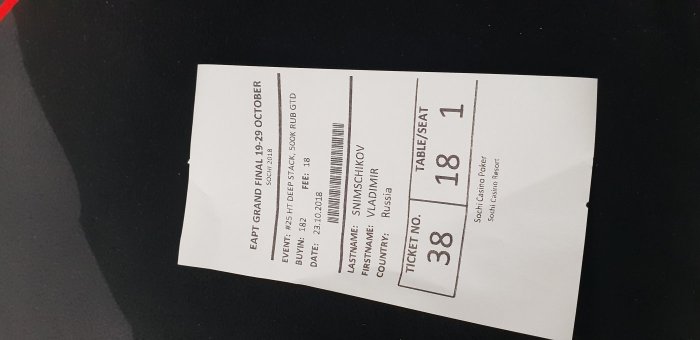 EAPT GRAND FINAL 19-29 OCTOBER
SOCHI 2018
EVENT: #25 HT DEEP STACK, 500K RUB GTD
BUYIN: 182 FEE: 18
DATE: 23.10.2018
LASTNAME: SNIMSCHIKOV
FIRSTNAME: VLADIMIR
COUNTRY: Russia
TICKET NO. TABLE/SEAT
38 18 1
Sochi Casino Poker
Sochi Casino Resort